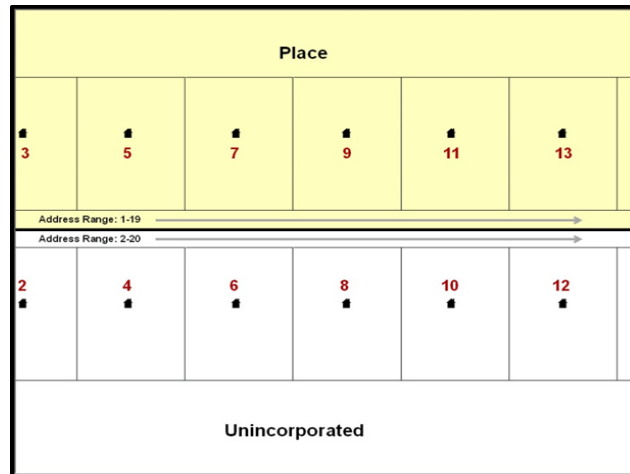 Place
3 5 7 9 11 13
Address Range: 1-19
Address Range: 2-20
2 4 6 8 10 12
Unincorporated